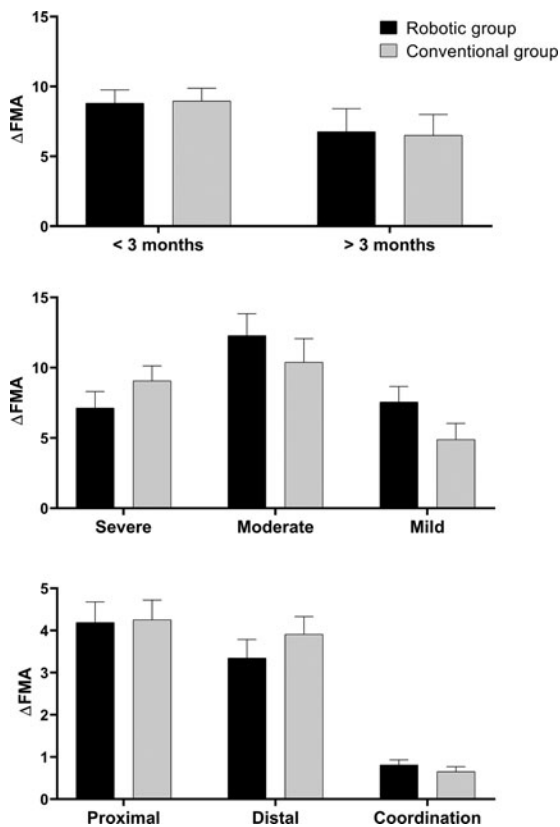 Robotic group
Conventional group
ΔFMA
15
10
5
0
< 3 months
> 3 months
ΔFMA
15
10
5
0
Severe
Moderate
Mild
ΔFMA
5
4
3
2
1
0
Proximal
Distal
Coordination